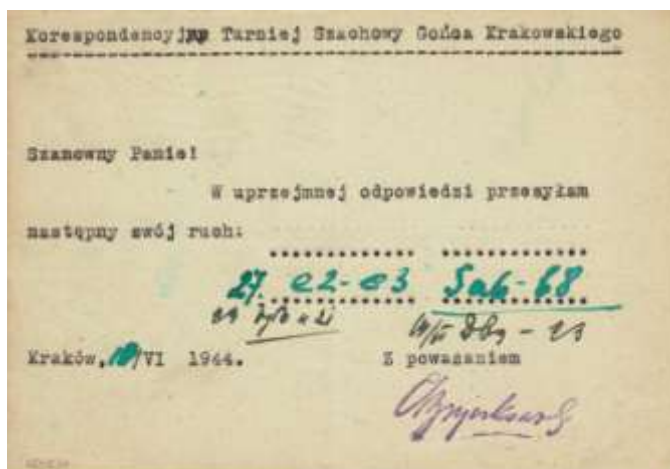 Korespondencyjny Turniej Szachowy Gońca Krakowskiego
Szanowny Panie!
W uprzejmnej odpowiedzi przesyłam
następny swój ruch:
27. e2-e3 Sa6-b8
Kraków, /VI 1944.
Z poważaniem